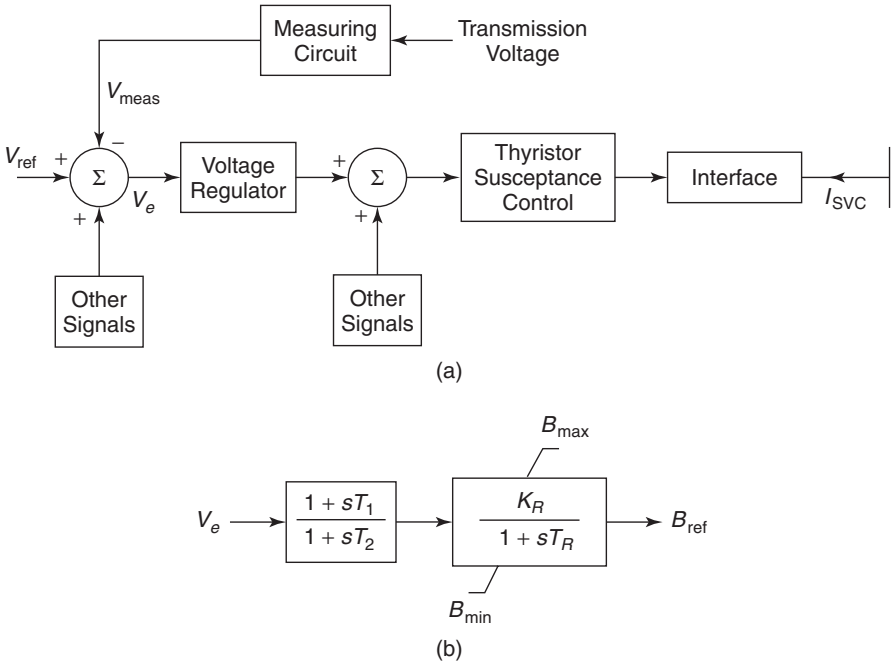 Measuring
Circuit
Transmission
Voltage
V_meas
V_ref
+
−
+
Σ
V_e
Voltage
Regulator
+
+
Σ
Thyristor
Susceptance
Control
Interface
I_SVC
Other
Signals
Other
Signals
(a)
B_max
V_e
1 + sT_1
1 + sT_2
K_R
1 + sT_R
B_ref
B_min
(b)